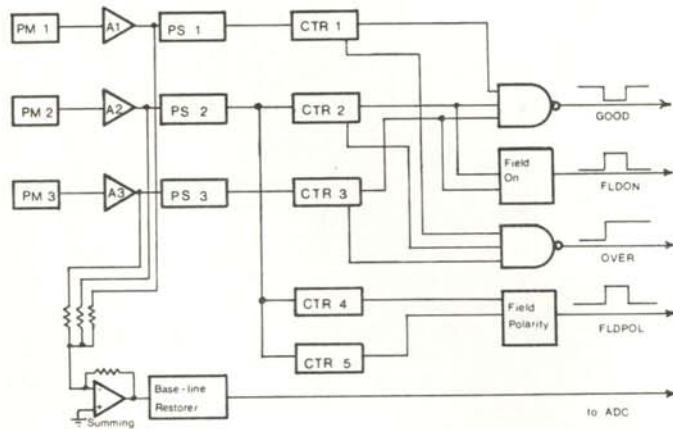 PM 1
A1
PS 1
CTR 1
PM 2
A2
PS 2
CTR 2
GOOD
PM 3
A3
PS 3
CTR 3
Field
On
FLDON
OVER
CTR 4
Field
Polarity
FLDPOL
CTR 5
-
+
Summing
Base-line
Restorer
to ADC